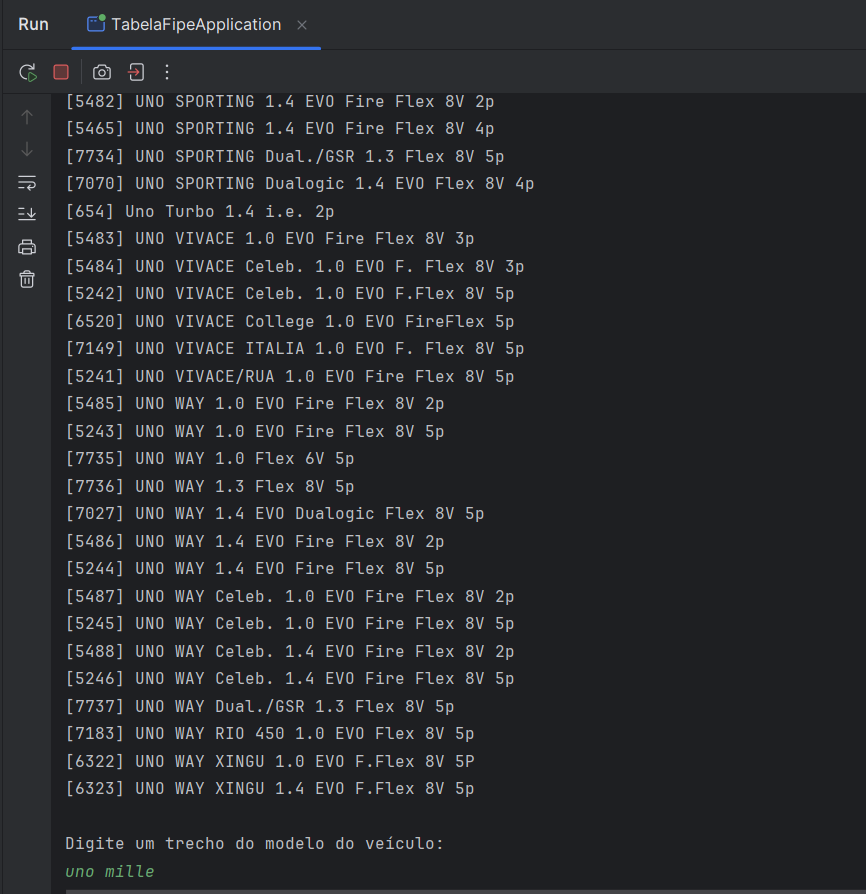 Run TabelaFipeApplication
[5482] UNO SPORTING 1.4 EVO Fire Flex 8V 2p
[5465] UNO SPORTING 1.4 EVO Fire Flex 8V 4p
[7734] UNO SPORTING Dual./GSR 1.3 Flex 8V 5p
[7070] UNO SPORTING Dualogic 1.4 EVO Flex 8V 4p
[654] Uno Turbo 1.4 i.e. 2p
[5483] UNO VIVACE 1.0 EVO Fire Flex 8V 3p
[5484] UNO VIVACE Celeb. 1.0 EVO F. Flex 8V 3p
[5242] UNO VIVACE Celeb. 1.0 EVO F.Flex 8V 5p
[6520] UNO VIVACE College 1.0 EVO FireFlex 5p
[7149] UNO VIVACE ITALIA 1.0 EVO F. Flex 8V 5p
[5241] UNO VIVACE/RUA 1.0 EVO Fire Flex 8V 5p
[5485] UNO WAY 1.0 EVO Fire Flex 8V 2p
[5243] UNO WAY 1.0 EVO Fire Flex 8V 5p
[7735] UNO WAY 1.0 Flex 6V 5p
[7736] UNO WAY 1.3 Flex 8V 5p
[7027] UNO WAY 1.4 EVO Dualogic Flex 8V 5p
[5486] UNO WAY 1.4 EVO Fire Flex 8V 2p
[5244] UNO WAY 1.4 EVO Fire Flex 8V 5p
[5487] UNO WAY Celeb. 1.0 EVO Fire Flex 8V 2p
[5245] UNO WAY Celeb. 1.0 EVO Fire Flex 8V 5p
[5488] UNO WAY Celeb. 1.4 EVO Fire Flex 8V 2p
[5246] UNO WAY Celeb. 1.4 EVO Fire Flex 8V 5p
[7737] UNO WAY Dual./GSR 1.3 Flex 8V 5p
[7183] UNO WAY RIO 450 1.0 EVO Flex 8V 5p
[6322] UNO WAY XINGU 1.0 EVO F.Flex 8V 5P
[6323] UNO WAY XINGU 1.4 EVO F.Flex 8V 5p
Digite um trecho do modelo do veículo:
uno mille